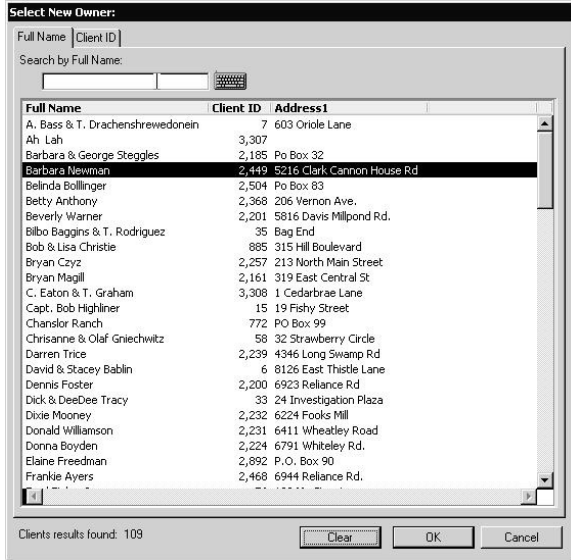 Select New Owner:
Full Name Client ID
Search by Full Name:
Full Name Client ID Address1
A. Bass & T. Drachenshrewedonein 7 603 Oriole Lane
Ah Lah 3,307
Barbara & George Steggles 2,185 Po Box 32
Barbara Newman 2,449 5216 Clark Cannon House Rd
Belinda Bolllinger 2,504 Po Box 83
Betty Anthony 2,368 206 Vernon Ave.
Beverly Warner 2,201 5816 Davis Millpond Rd.
Bilbo Baggins & T. Rodriguez 35 Bag End
Bob & Lisa Christie 885 315 Hill Boulevard
Bryan Czyz 2,257 213 North Main Street
Bryan Magill 2,161 319 East Central St
C. Eaton & T. Graham 3,308 1 Cedarbrae Lane
Capt. Bob Highliner 15 19 Fishy Street
Chanslor Ranch 772 PO Box 99
Chrisanne & Olaf Gniechwitz 58 32 Strawberry Circle
Darren Trice 2,239 4346 Long Swamp Rd
David & Stacey Bablin 6 8126 East Thistle Lane
Dennis Foster 2,200 6923 Reliance Rd
Dick & DeeDee Tracy 33 24 Investigation Plaza
Dixie Mooney 2,232 6224 Fooks Mill
Donald Williamson 2,231 6411 Wheatley Road
Donna Boyden 2,224 6791 Whiteley Rd.
Elaine Freedman 2,892 P.O. Box 90
Frankie Ayers 2,468 6944 Reliance Rd.
Clients results found: 109
Clear OK Cancel